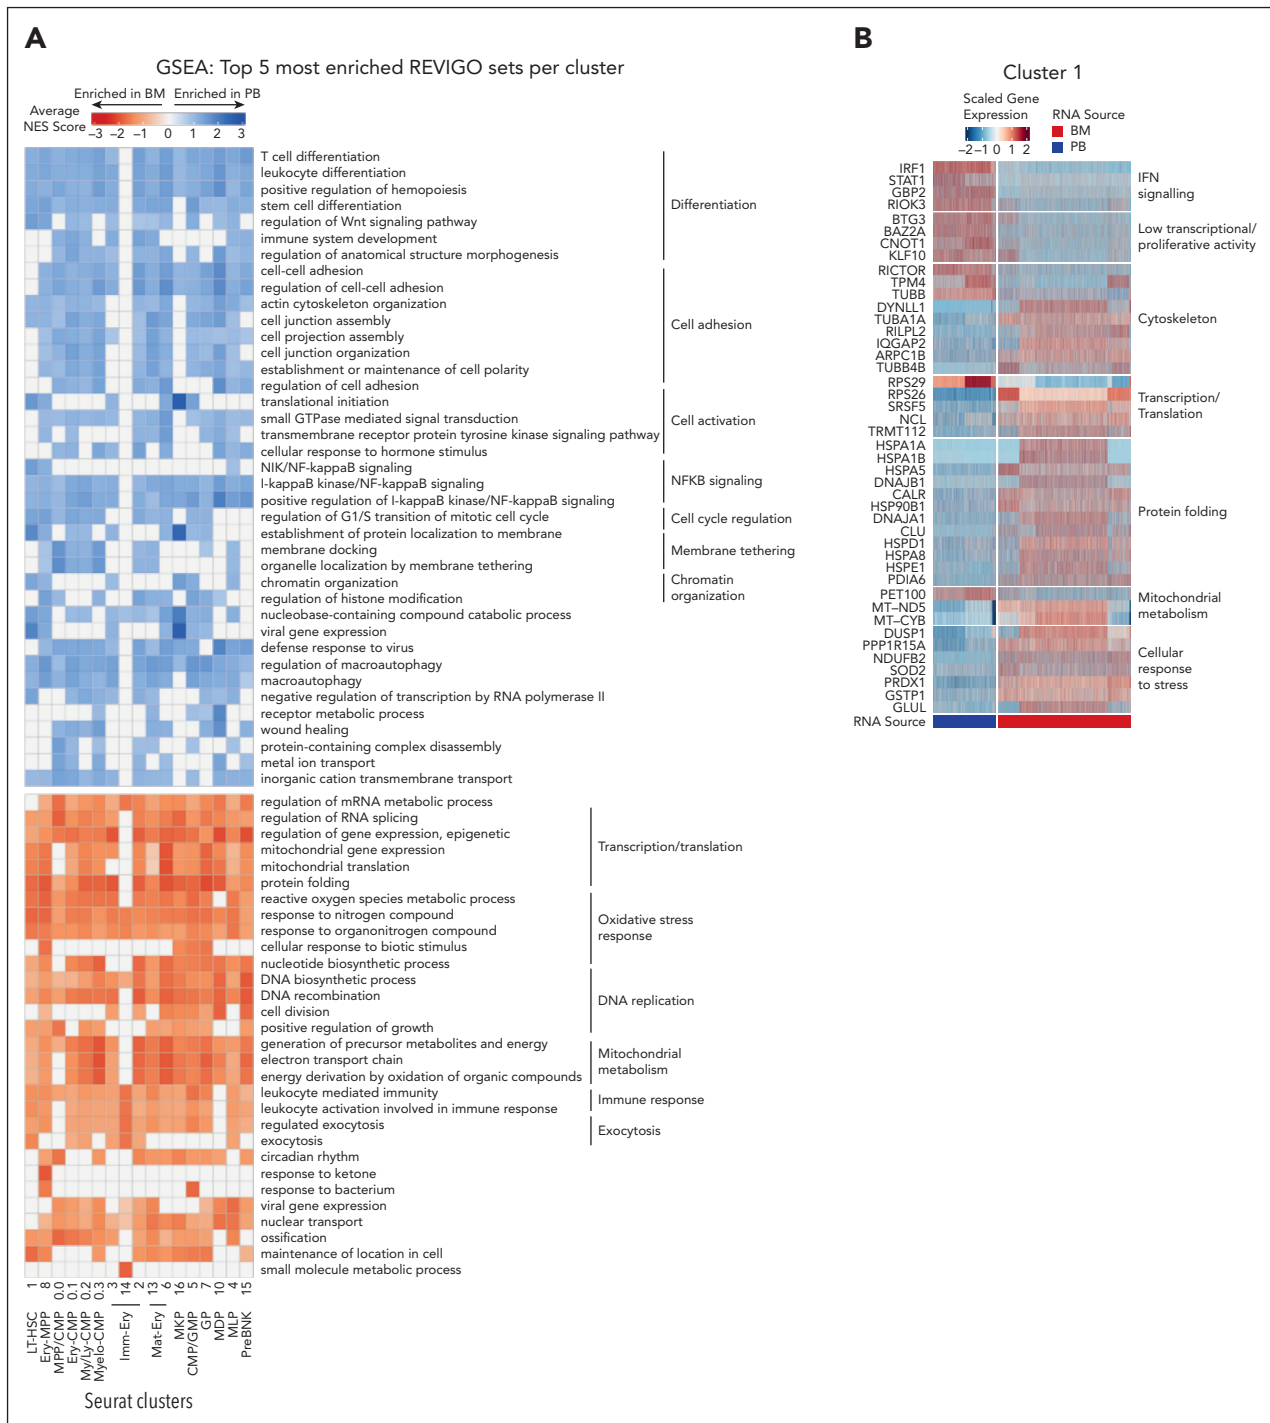 A
GSEA: Top 5 most enriched REVIGO sets per cluster
Enriched in BM
Enriched in PB
Average
NES Score
−3 −2 −1 0 1 2 3
T cell differentiation
leukocyte differentiation
positive regulation of hemopoiesis
stem cell differentiation
regulation of Wnt signaling pathway
immune system development
regulation of anatomical structure morphogenesis
Differentiation
cell-cell adhesion
regulation of cell-cell adhesion
actin cytoskeleton organization
cell junction assembly
cell projection assembly
cell junction organization
establishment or maintenance of cell polarity
regulation of cell adhesion
Cell adhesion
translational initiation
small GTPase mediated signal transduction
transmembrane receptor protein tyrosine kinase signaling pathway
cellular response to hormone stimulus
Cell activation
NIK/NF-kappaB signaling
I-kappaB kinase/NF-kappaB signaling
positive regulation of I-kappaB kinase/NF-kappaB signaling
NFKB signaling
regulation of G1/S transition of mitotic cell cycle
establishment of protein localization to membrane
Cell cycle regulation
membrane docking
organelle localization by membrane tethering
Membrane tethering
chromatin organization
regulation of histone modification
Chromatin
organization
nucleobase-containing compound catabolic process
viral gene expression
defense response to virus
regulation of macroautophagy
macroautophagy
negative regulation of transcription by RNA polymerase II
receptor metabolic process
wound healing
protein-containing complex disassembly
metal ion transport
inorganic cation transmembrane transport
regulation of mRNA metabolic process
regulation of RNA splicing
regulation of gene expression, epigenetic
mitochondrial gene expression
mitochondrial translation
protein folding
Transcription/translation
reactive oxygen species metabolic process
response to nitrogen compound
response to organonitrogen compound
cellular response to biotic stimulus
Oxidative stress
response
nucleotide biosynthetic process
DNA biosynthetic process
DNA recombination
cell division
positive regulation of growth
DNA replication
generation of precursor metabolites and energy
electron transport chain
energy derivation by oxidation of organic compounds
Mitochondrial
metabolism
leukocyte mediated immunity
leukocyte activation involved in immune response
Immune response
regulated exocytosis
exocytosis
Exocytosis
circadian rhythm
response to ketone
response to bacterium
viral gene expression
nuclear transport
ossification
maintenance of location in cell
small molecule metabolic process
1 8 0.0 0.1 0.2 0.3 3 14 2 13 6 16 5 7 10 4 15
LT-HSC
Ery-MPP
MPP/CMP
Ery-CMP
My/Ly-CMP
Myelo-CMP
Imm-Ery
Mat-Ery
MKP
CMP/GMP
GP
MDP
MLP
PreBNK
Seurat clusters
B
Cluster 1
Scaled Gene
Expression
−2 −1 0 1 2
RNA Source
BM
PB
IRF1
STAT1
GBP2
RIOK3
IFN
signalling
BTG3
BAZ2A
CNOT1
KLF10
Low transcriptional/
proliferative activity
RICTOR
TPM4
TUBB
DYNLL1
TUBA1A
RILPL2
IQGAP2
ARPC1B
TUBB4B
Cytoskeleton
RPS29
RPS26
SRSF5
NCL
TRMT112
Transcription/
Translation
HSPA1A
HSPA1B
HSPA5
DNAJB1
CALR
HSP90B1
DNAJA1
CLU
HSPD1
HSPA8
HSPE1
PDIA6
Protein folding
PET100
MT−ND5
MT−CYB
Mitochondrial
metabolism
DUSP1
PPP1R15A
NDUFB2
SOD2
PRDX1
GSTP1
GLUL
Cellular
response
to stress
RNA Source